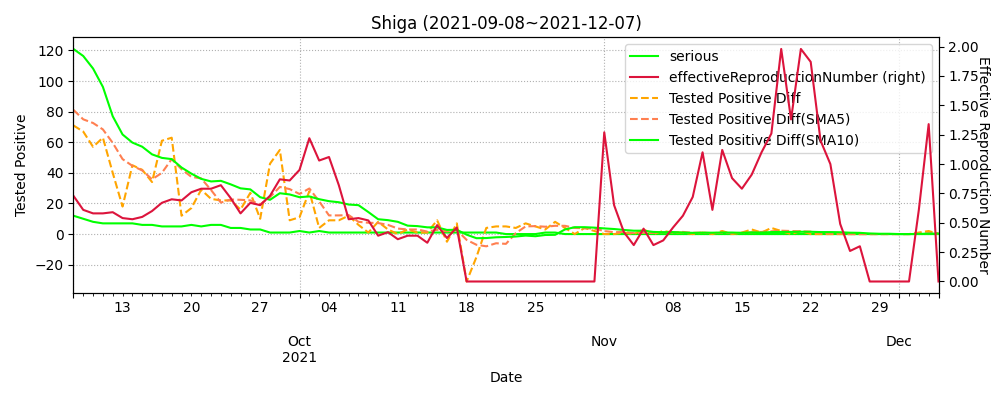 Shiga (2021-09-08~2021-12-07)
Tested Positive
120
100
80
60
40
20
0
−20
2.00
1.75
1.50
1.25
1.00
0.75
0.50
0.25
0.00
Effective Reproduction Number
serious
effectiveReproductionNumber (right)
Tested Positive Diff
Tested Positive Diff(SMA5)
Tested Positive Diff(SMA10)
13 20 27 04 11 18 25 08 15 22 29
Oct Nov Dec
2021
Date